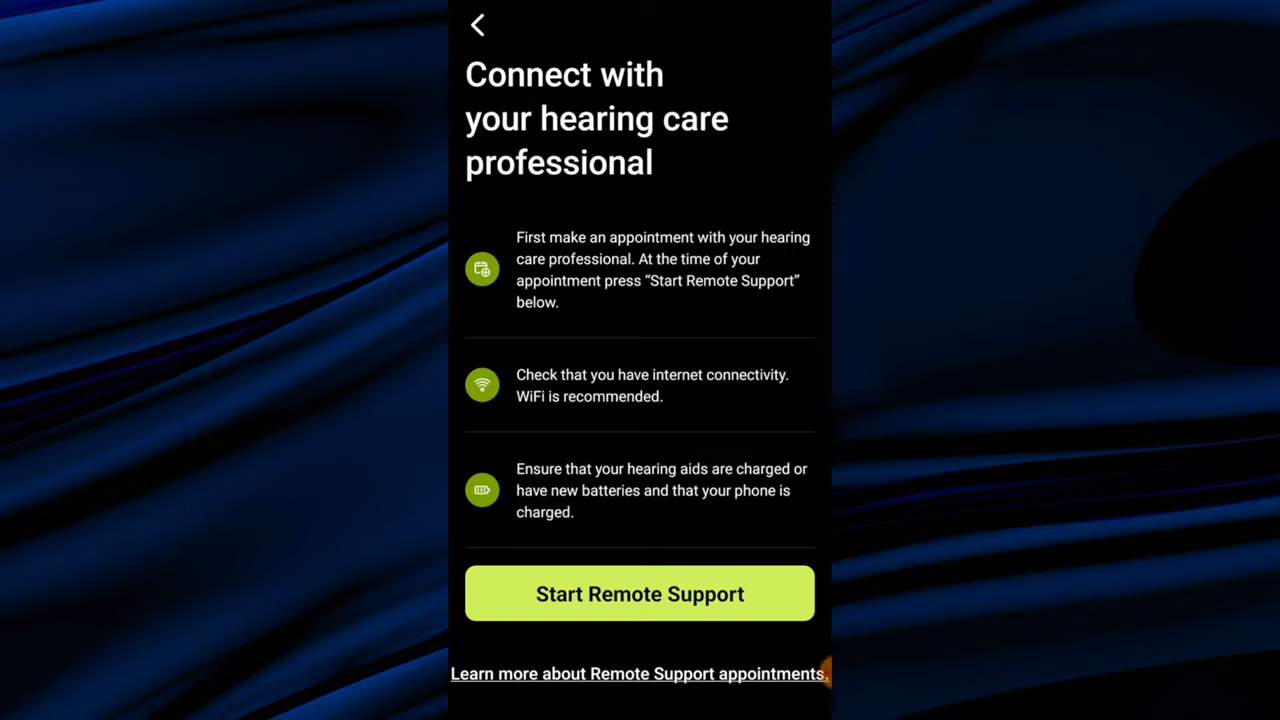 Connect with
your hearing care
professional
First make an appointment with your hearing
care professional. At the time of your
appointment press “Start Remote Support”
below.
Check that you have internet connectivity.
WiFi is recommended.
Ensure that your hearing aids are charged or
have new batteries and that your phone is
charged.
Start Remote Support
Learn more about Remote Support appointments.